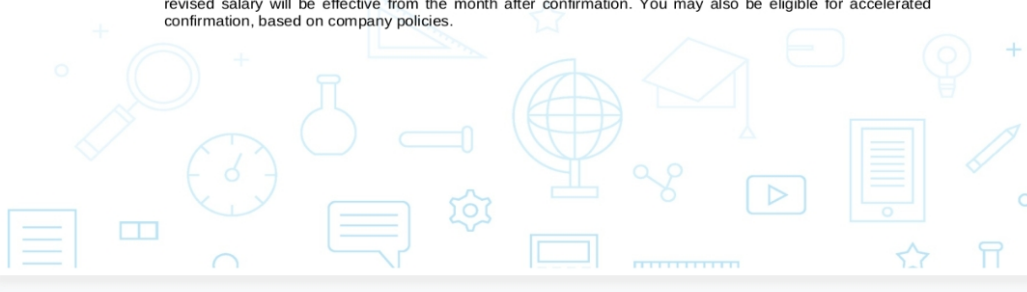 revised salary will be effective from the month after confirmation. You may also be eligible for accelerated
confirmation, based on company policies.